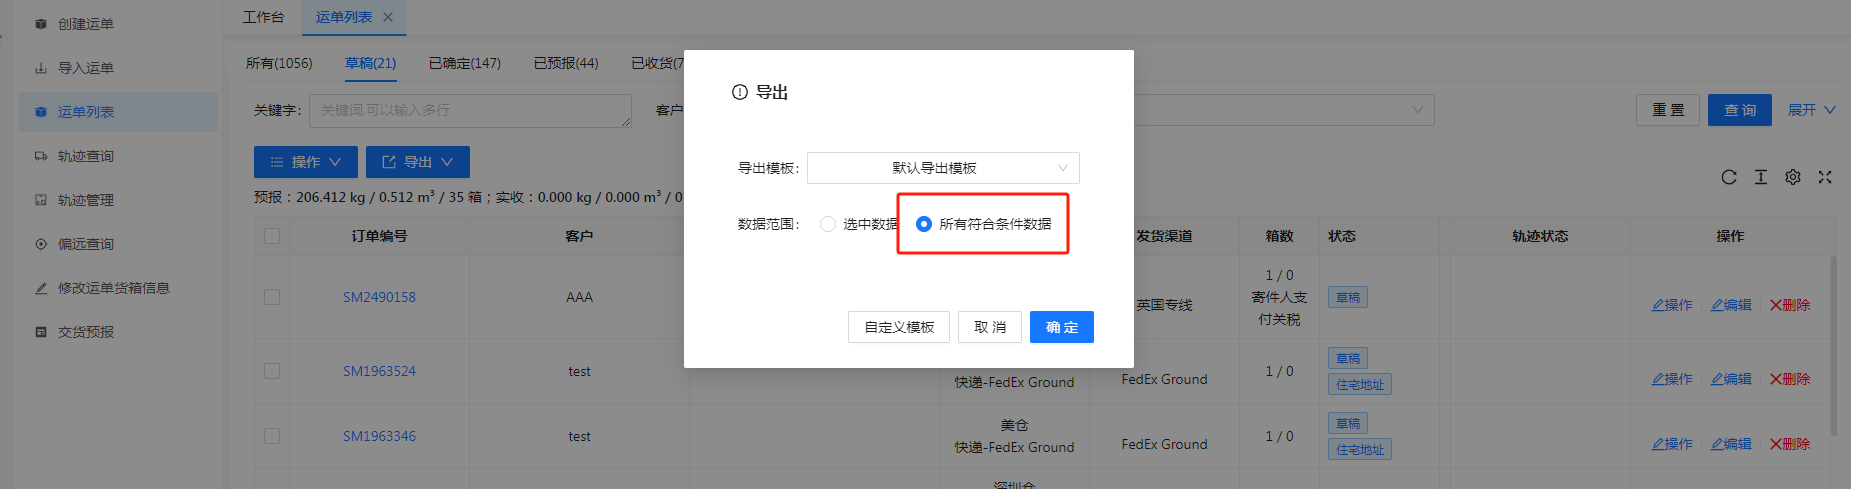 创建运单
导入运单
运单列表
轨迹查询
轨迹管理
偏远查询
修改运单货箱信息
交货预报
工作台 运单列表
所有(1056) 草稿(21) 已确定(147) 已预报(44) 已收货(7
关键字: 关键词,可以输入多行 客户 重 置 查 询 展开
操作 导出
预报：206.412 kg / 0.512 m³ / 35 箱；实收：0.000 kg / 0.000 m³ / 0
导出
导出模板: 默认导出模板
数据范围: 选中数据 所有符合条件数据
自定义模板 取 消 确 定
订单编号 客户 发货渠道 箱数 状态 轨迹状态 操作
SM2490158 AAA 英国专线 1 / 0 寄件人支付关税 草稿 操作 编辑 删除
SM1963524 test 快递-FedEx Ground FedEx Ground 1 / 0 草稿 住宅地址 操作 编辑 删除
SM1963346 test 美仓 快递-FedEx Ground FedEx Ground 1 / 0 草稿 住宅地址 操作 编辑 删除
深圳仓